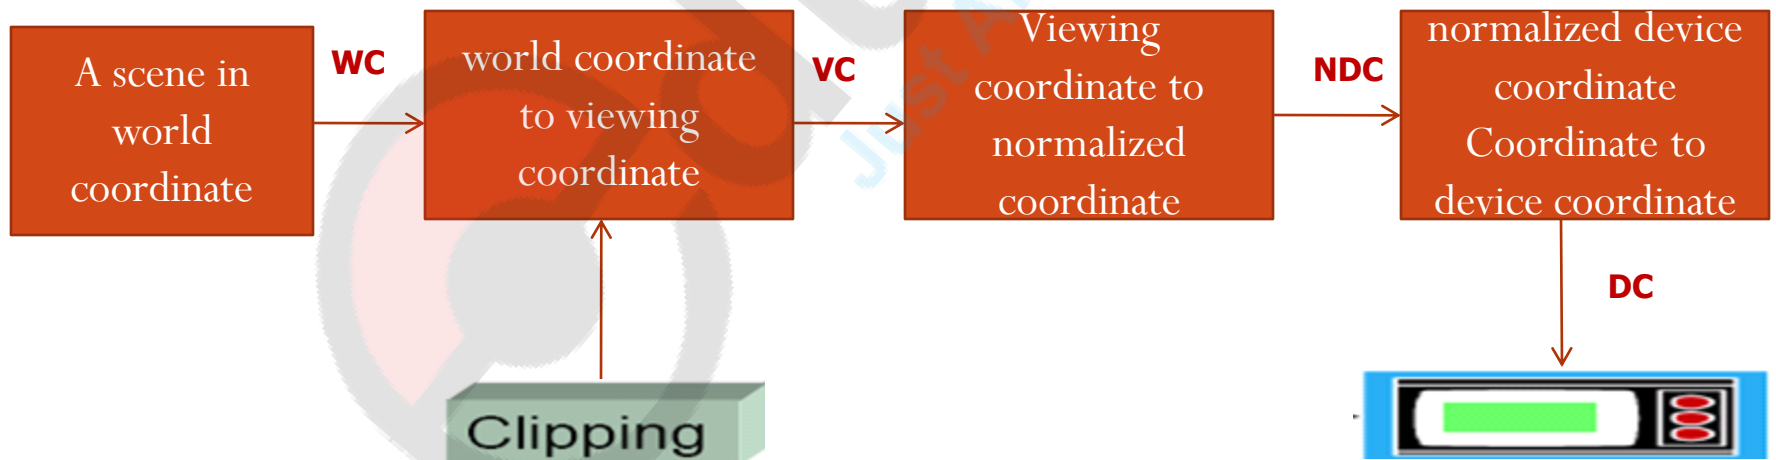 A scene in
world
coordinate
WC
world coordinate
to viewing
coordinate
VC
Viewing
coordinate to
normalized
coordinate
NDC
normalized device
coordinate
Coordinate to
device coordinate
DC
Clipping
Just